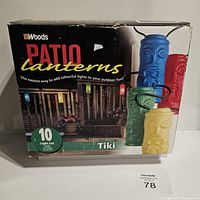 Woods
PATIO
lanterns
The easiest way to add colourful lights to your outdoor fun!
10
Light Set
Tiki
78